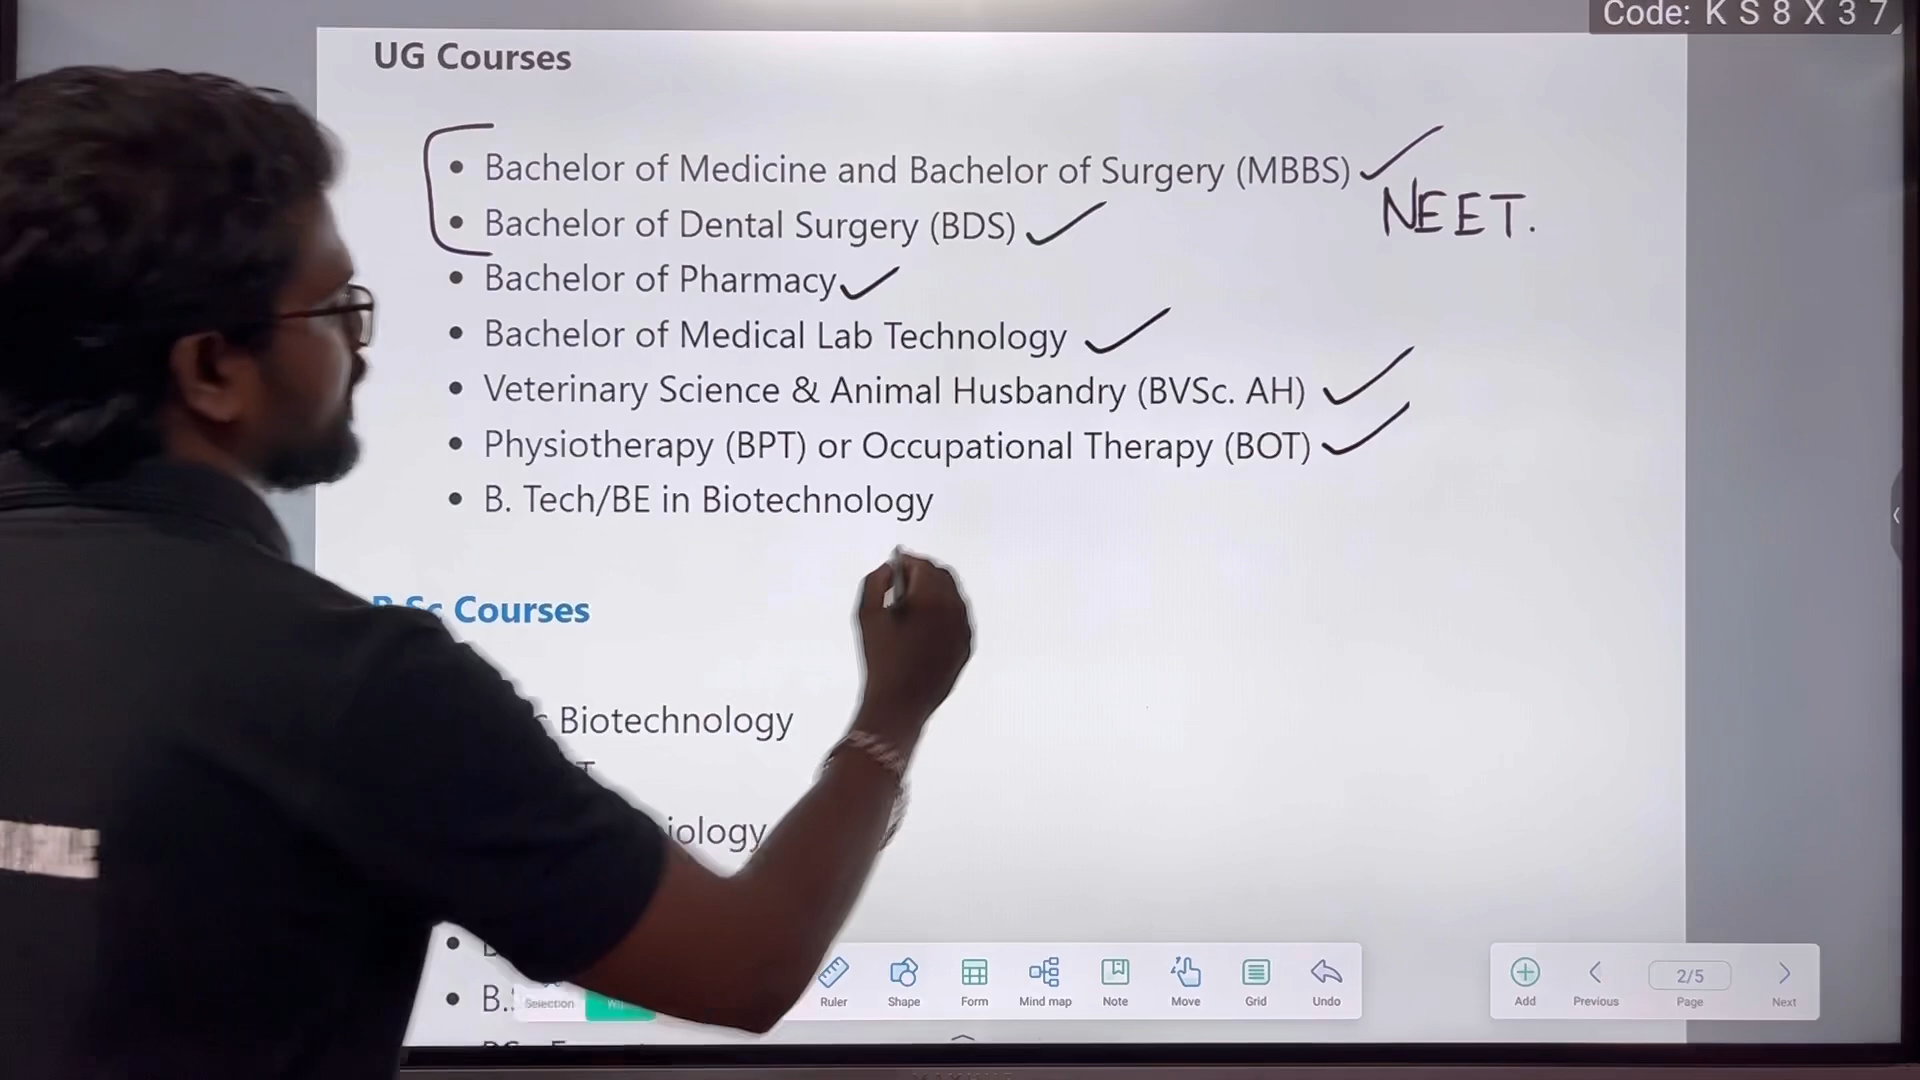 Code: K S 8 X 3 7
UG Courses
• Bachelor of Medicine and Bachelor of Surgery (MBBS)
NEET.
• Bachelor of Dental Surgery (BDS)
• Bachelor of Pharmacy
• Bachelor of Medical Lab Technology
• Veterinary Science & Animal Husbandry (BVSc. AH)
• Physiotherapy (BPT) or Occupational Therapy (BOT)
• B. Tech/BE in Biotechnology
Courses
Biotechnology
Selection
Ruler
Shape
Form
Mind map
Note
Move
Grid
Undo
Add
Previous
2/5
Page
Next